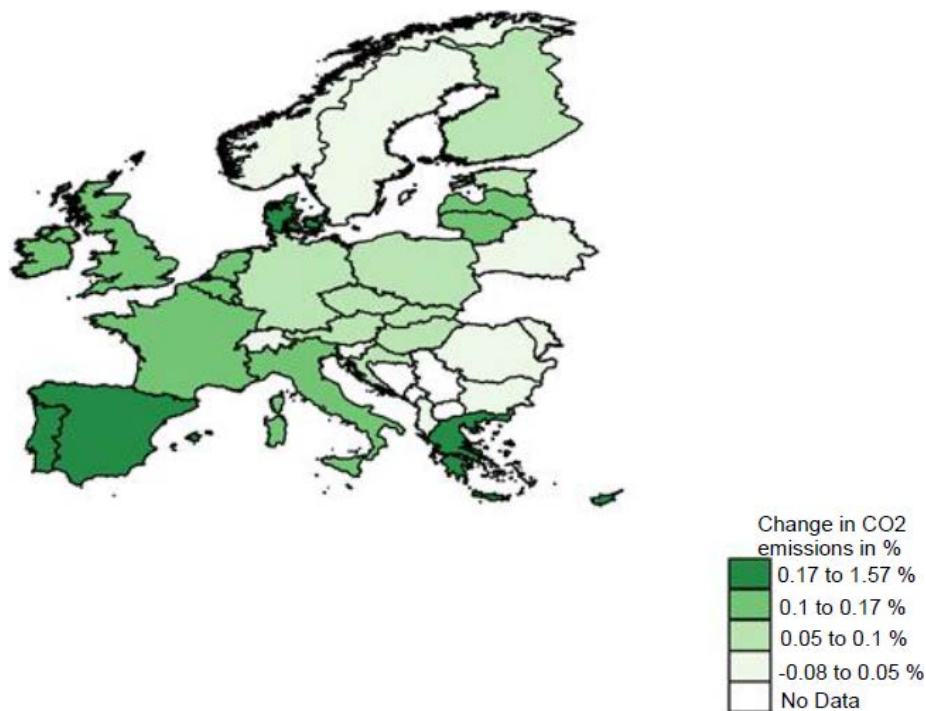 Change in CO2
emissions in %
0.17 to 1.57 %
0.1 to 0.17 %
0.05 to 0.1 %
-0.08 to 0.05 %
No Data